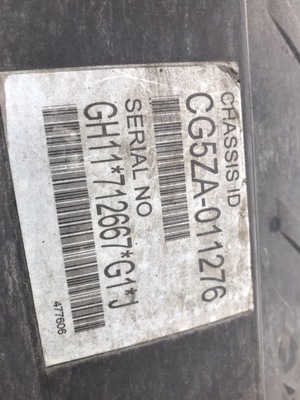 CHASSIS ID
CG5ZA-011276
SERIAL NO
GH11*712667*G1*J
477606